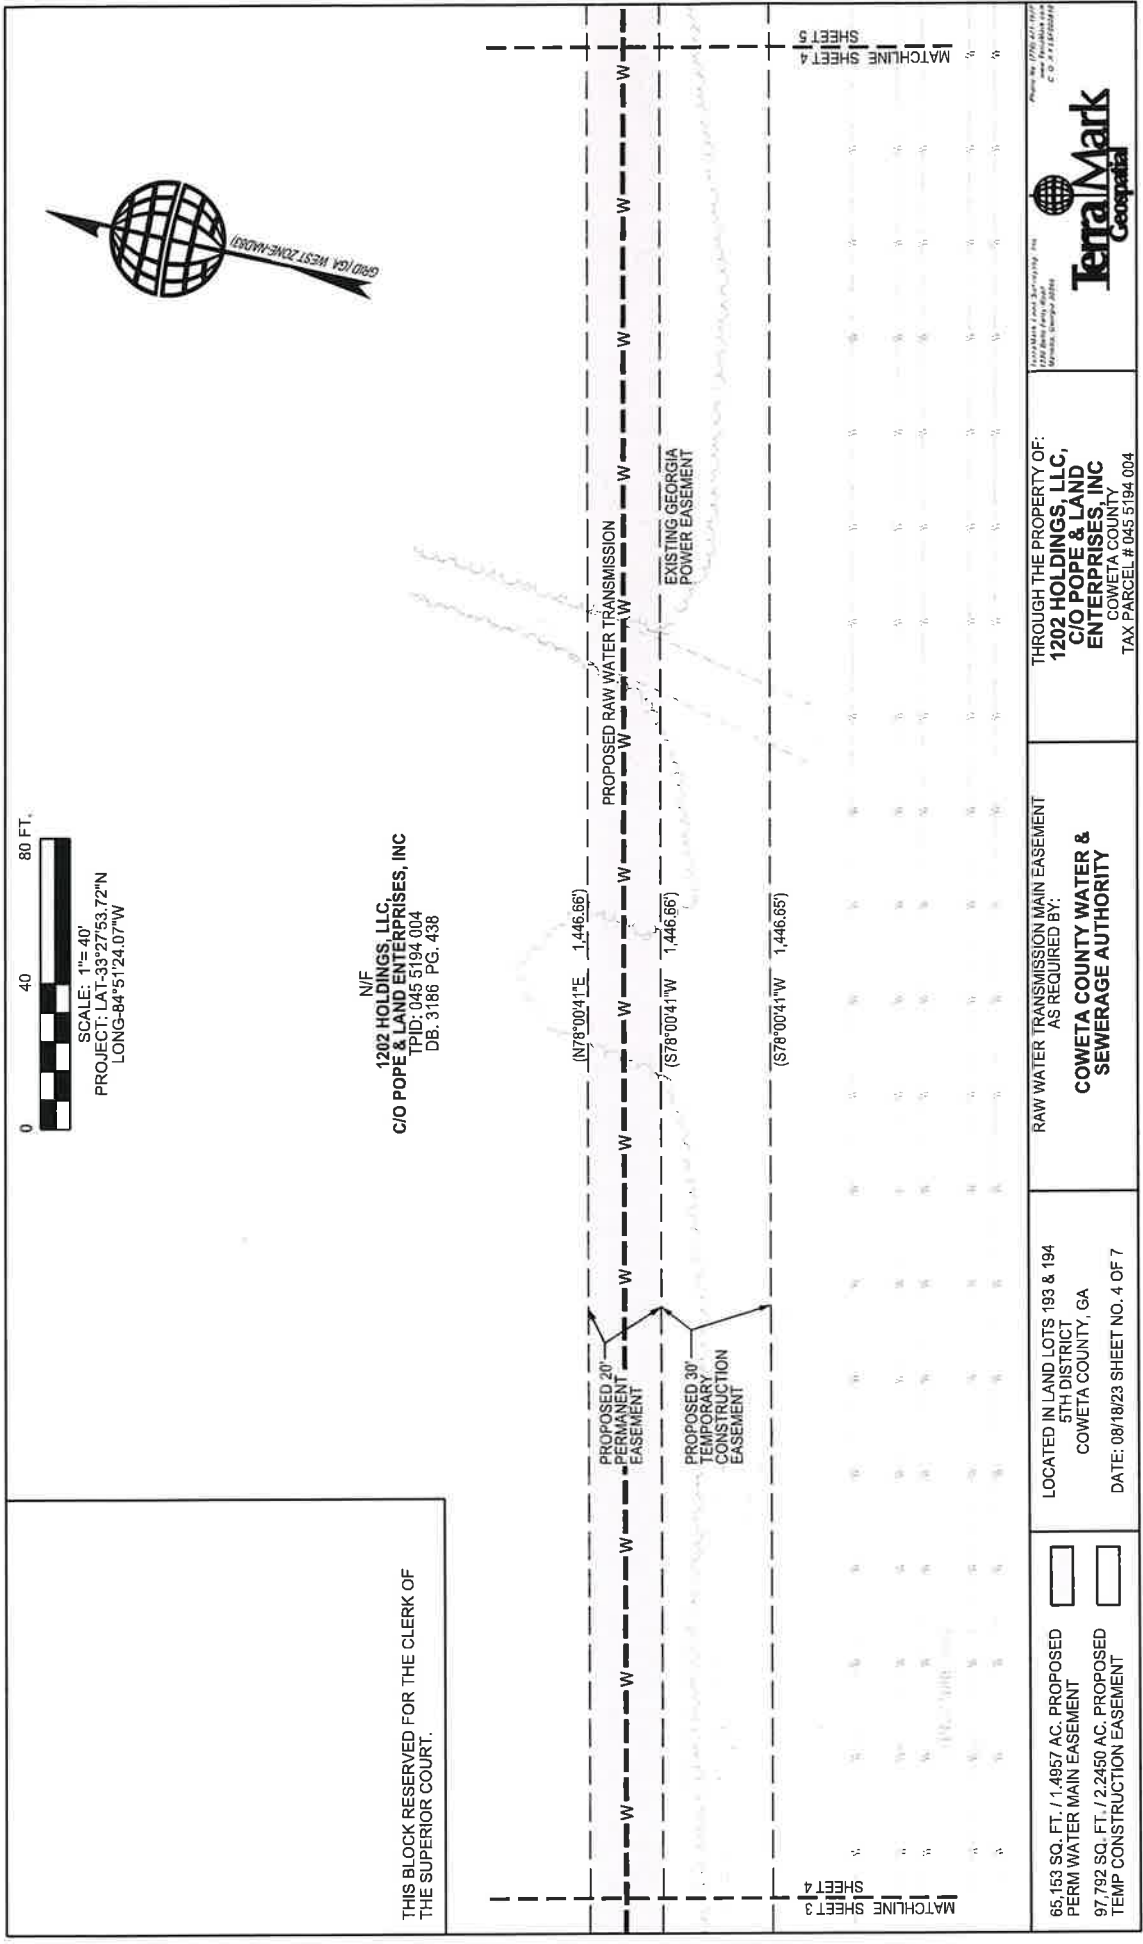 THIS BLOCK RESERVED FOR THE CLERK OF
THE SUPERIOR COURT.
0 40 80 FT.
SCALE: 1"= 40'
PROJECT: LAT-33°27'53.72"N
LONG-84°51'24.07"W
GRID (GA WEST ZONE-NAD83)
N/F
1202 HOLDINGS, LLC,
C/O POPE & LAND ENTERPRISES, INC
TPID: 045 5194 004
DB. 3186 PG. 438
MATCHLINE SHEET 3
SHEET 4
MATCHLINE SHEET 4
SHEET 5
(N78°00'41"E 1,446.66')
PROPOSED RAW WATER TRANSMISSION
W W W W W W W W W W W W W W
PROPOSED 20'
PERMANENT
EASEMENT
(S78°00'41"W 1,446.66')
EXISTING GEORGIA
POWER EASEMENT
PROPOSED 30'
TEMPORARY
CONSTRUCTION
EASEMENT
(S78°00'41"W 1,446.65')
65,153 SQ. FT. / 1.4957 AC. PROPOSED
PERM WATER MAIN EASEMENT
97,792 SQ. FT. / 2.2450 AC. PROPOSED
TEMP CONSTRUCTION EASEMENT
LOCATED IN LAND LOTS 193 & 194
5TH DISTRICT
COWETA COUNTY, GA
DATE: 08/18/23 SHEET NO. 4 OF 7
RAW WATER TRANSMISSION MAIN EASEMENT
AS REQUIRED BY:
COWETA COUNTY WATER &
SEWERAGE AUTHORITY
THROUGH THE PROPERTY OF:
1202 HOLDINGS, LLC,
C/O POPE & LAND
ENTERPRISES, INC
COWETA COUNTY
TAX PARCEL # 045 5194 004
TerraMark Land Surveying, Inc.
Marietta, Georgia
TerraMark
Geospatial